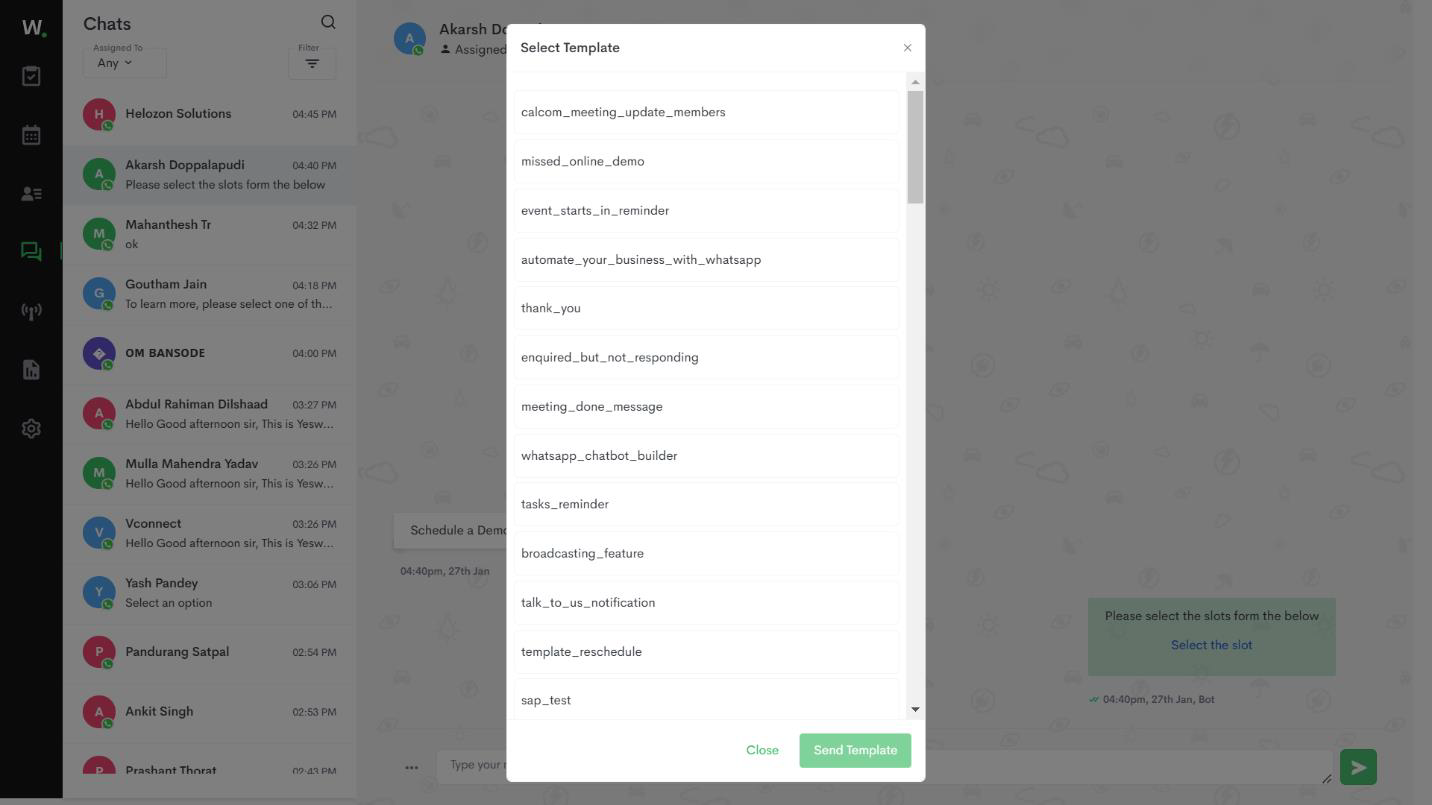 W.
Chats
Assigned To
Any
Filter
H
Helozon Solutions
04:45 PM
A
Akarsh Doppalapudi
04:40 PM
Please select the slots form the below
M
Mahanthesh Tr
04:32 PM
ok
G
Goutham Jain
04:18 PM
To learn more, please select one of th...
OM BANSODE
04:00 PM
A
Abdul Rahiman Dilshaad
03:27 PM
Hello Good afternoon sir, This is Yesw...
M
Mulla Mahendra Yadav
03:26 PM
Hello Good afternoon sir, This is Yesw...
V
Vconnect
03:26 PM
Hello Good afternoon sir, This is Yesw...
Y
Yash Pandey
03:06 PM
Select an option
P
Pandurang Satpal
02:54 PM
A
Ankit Singh
02:53 PM
P
Prashant Thorat
02:43 PM
A
Akarsh Do
Assigned
Schedule a Demo
04:40pm, 27th Jan
Please select the slots form the below
Select the slot
04:40pm, 27th Jan, Bot
Type your
Select Template
×
calcom_meeting_update_members
missed_online_demo
event_starts_in_reminder
automate_your_business_with_whatsapp
thank_you
enquired_but_not_responding
meeting_done_message
whatsapp_chatbot_builder
tasks_reminder
broadcasting_feature
talk_to_us_notification
template_reschedule
sap_test
Close
Send Template